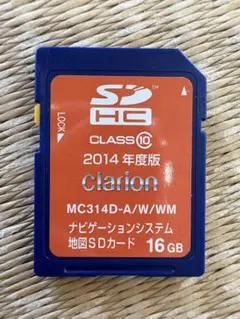 SD
HC
CLASS 10
LOCK
2014 年度版
clarion
MC314D-A/W/WM
ナビゲーションシステム
地図SDカード 16GB